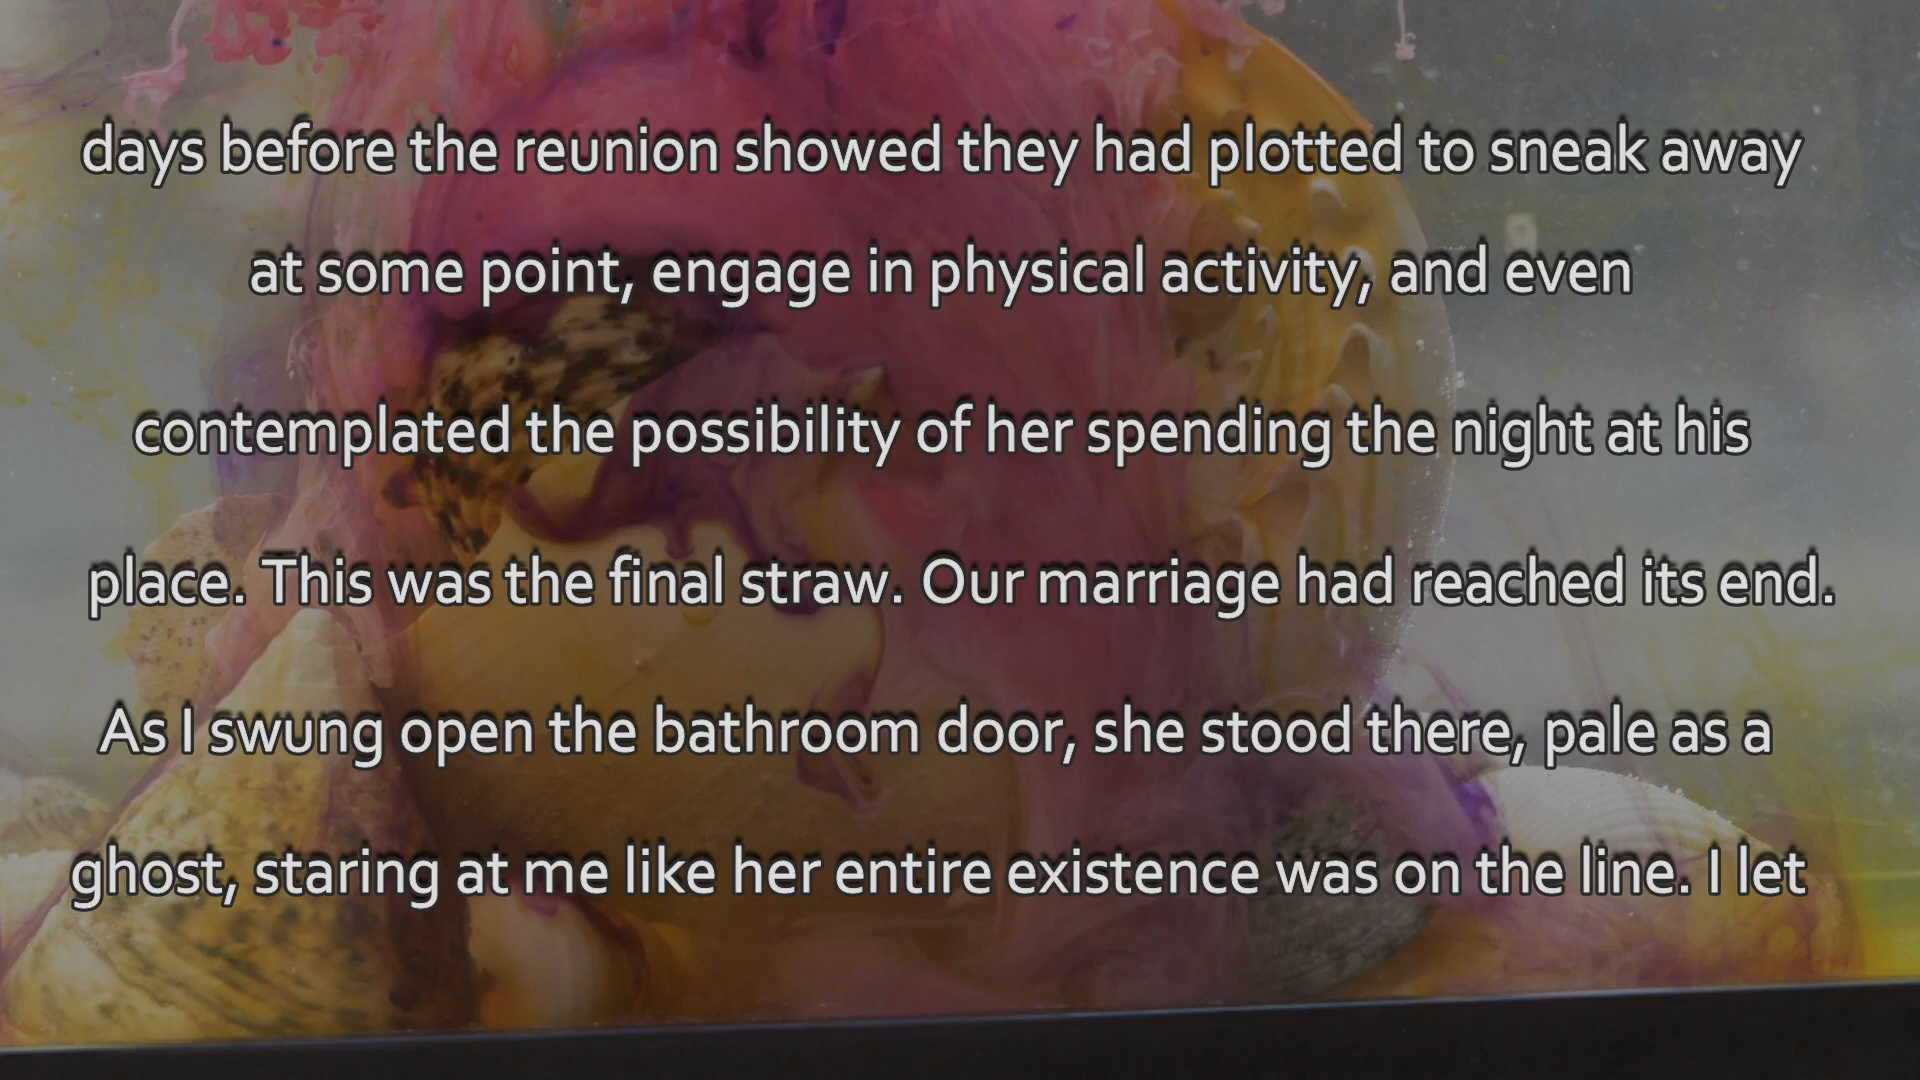 days before the reunion showed they had plotted to sneak away
at some point, engage in physical activity, and even
contemplated the possibility of her spending the night at his
place. This was the final straw. Our marriage had reached its end.
As I swung open the bathroom door, she stood there, pale as a
ghost, staring at me like her entire existence was on the line. I let